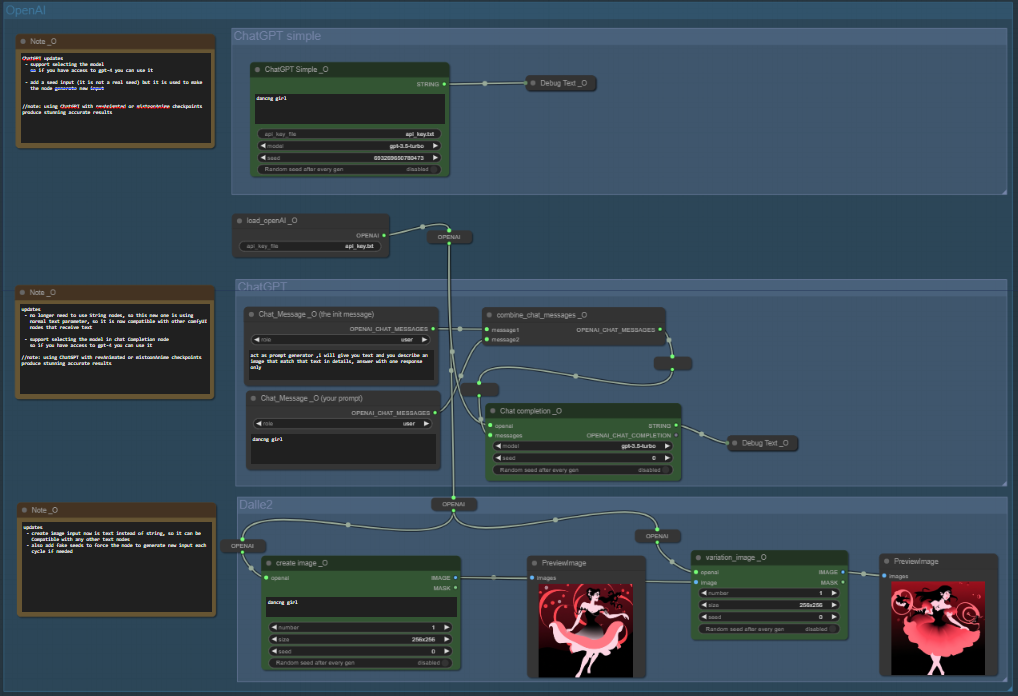 OpenAI
Note _O
ChatGPT updates
- support selecting the model
so if you have access to gpt-4 you can use it
- add a seed input (it is not a real seed) but it is used to make
the node generate new input
//note: using ChatGPT with revAnimated or mistoonAnime checkpoints
produce stunning accurate results
ChatGPT simple
ChatGPT Simple _O
STRING
dancng girl
api_key_file api_key.txt
model gpt-3.5-turbo
seed 693289690780473
Random seed after every gen disabled
Debug Text _O
load_openAI _O
OPENAI
api_key_file api_key.txt
OPENAI
Note _O
updates
- no longer need to use String nodes, so this new one is using
normal text parameter, so it is now compatible with other comfyUI
nodes that receive text
- support selecting the model in chat Completion node
so if you have access to gpt-4 you can use it
//note: using ChatGPT with revAnimated or mistoonAnime checkpoints
produce stunning accurate results
ChatGPT
Chat_Message _O (the init message)
OPENAI_CHAT_MESSAGES
role user
act as prompt generator ,i will give you text and you describe an
image that match that text in details, answer with one response
only
Chat_Message _O (your prompt)
OPENAI_CHAT_MESSAGES
role user
dancng girl
combine_chat_messages _O
message1 OPENAI_CHAT_MESSAGES
message2
Chat completion _O
openai STRING
messages OPENAI_CHAT_COMPLETION
model gpt-3.5-turbo
seed 0
Random seed after every gen disabled
Debug Text _O
Note _O
updates
- create image input now is text instead of string, so it can be
Compatible with any other text nodes
- also add fake seeds to force the node to generate new input each
cycle if needed
Dalle2
OPENAI
OPENAI
OPENAI
create image _O
openai IMAGE
MASK
dancng girl
number 1
size 256x256
seed 0
Random seed after every gen disabled
PreviewImage
images
variation_image _O
openai IMAGE
image MASK
number 1
size 256x256
seed 0
Random seed after every gen disabled
PreviewImage
images